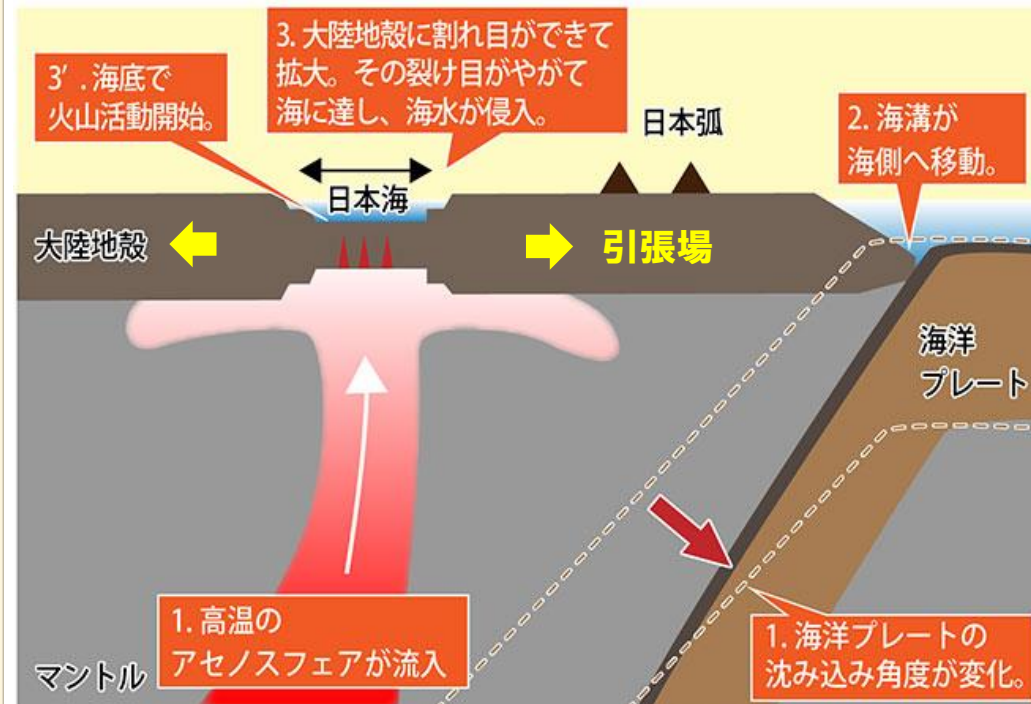 3. 大陸地殻に割れ目ができて
拡大。その裂け目がやがて
海に達し、海水が侵入。
3′. 海底で
火山活動開始。
日本弧
2. 海溝が
海側へ移動。
日本海
大陸地殻
引張場
海洋
プレート
1. 高温の
アセノスフェアが流入
1. 海洋プレートの
沈み込み角度が変化。
マントル